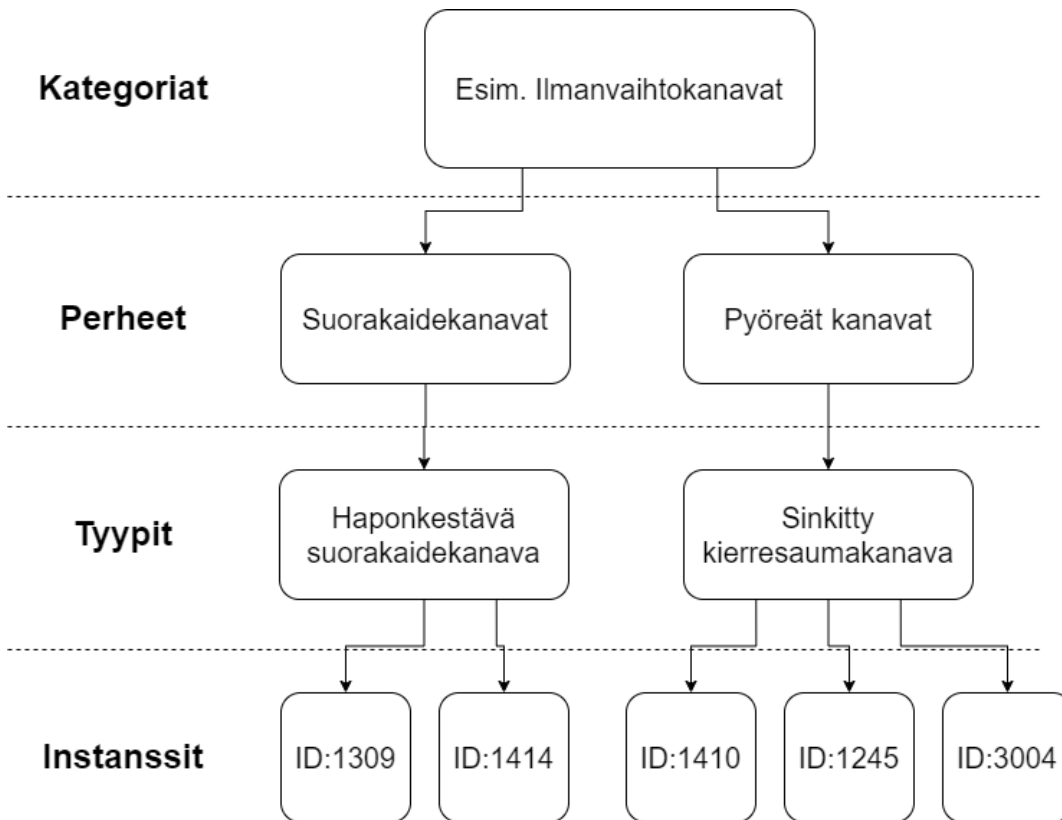 Kategoriat
Esim. Ilmanvaihtokanavat
Perheet
Suorakaidekanavat
Pyöreät kanavat
Tyypit
Haponkestävä
suorakaidekanava
Sinkitty
kierresaumakanava
Instanssit
ID:1309
ID:1414
ID:1410
ID:1245
ID:3004